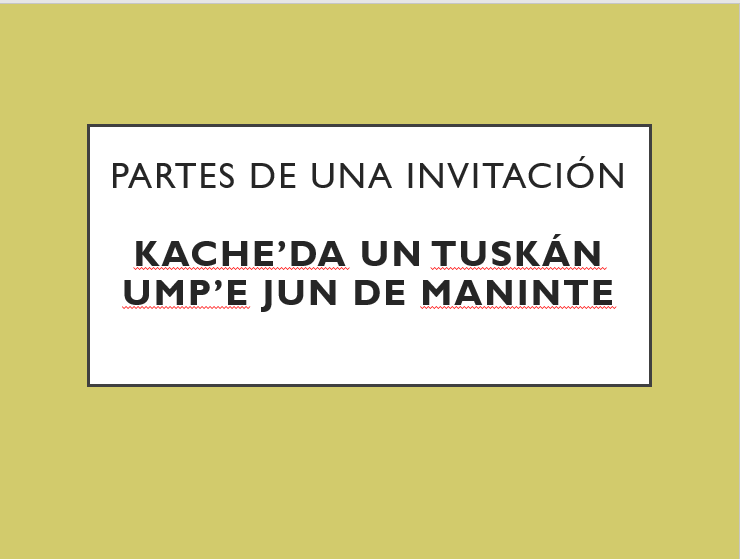 PARTES DE UNA INVITACIÓN
KACHE’DA UN TUSKÁN
UMP’E JUN DE MANINTE